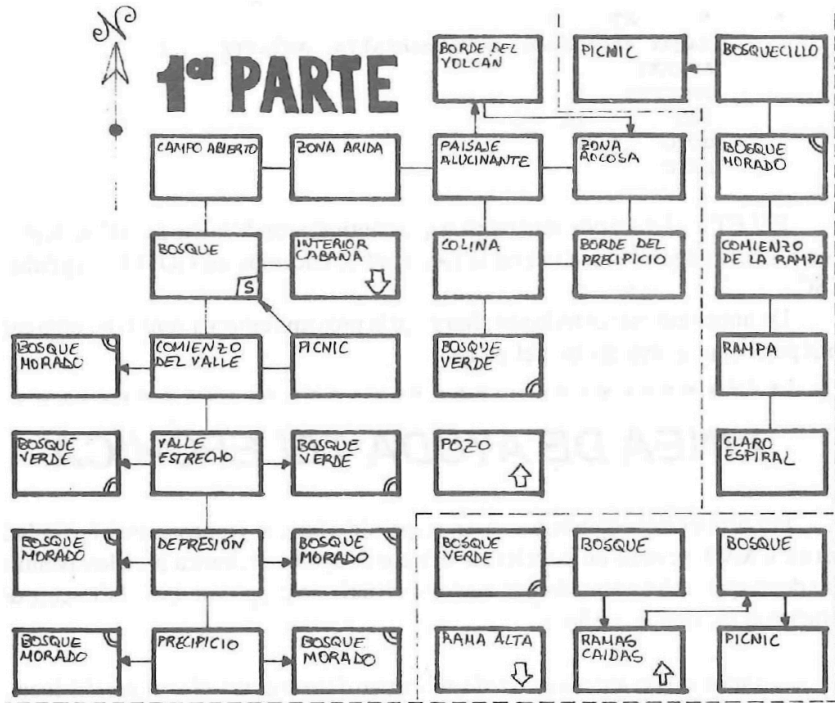 N
1ª PARTE
BORDE DEL
VOLCÁN
PICNIC
BOSQUECILLO
CAMPO ABIERTO
ZONA ARIDA
PAISAJE
ALUCINANTE
ZONA
ROCOSA
BOSQUE
MORADO
BOSQUE
S
INTERIOR
CABAÑA
COLINA
BORDE DEL
PRECIPICIO
COMIENZO
DE LA RAMPA
BOSQUE
MORADO
COMIENZO
DEL VALLE
PICNIC
BOSQUE
VERDE
RAMPA
BOSQUE
VERDE
VALLE
ESTRECHO
BOSQUE
VERDE
POZO
CLARO
ESPIRAL
BOSQUE
MORADO
DEPRESIÓN
BOSQUE
MORADO
BOSQUE
VERDE
BOSQUE
BOSQUE
BOSQUE
MORADO
PRECIPICIO
BOSQUE
MORADO
RAMA ALTA
RAMAS
CAIDAS
PICNIC